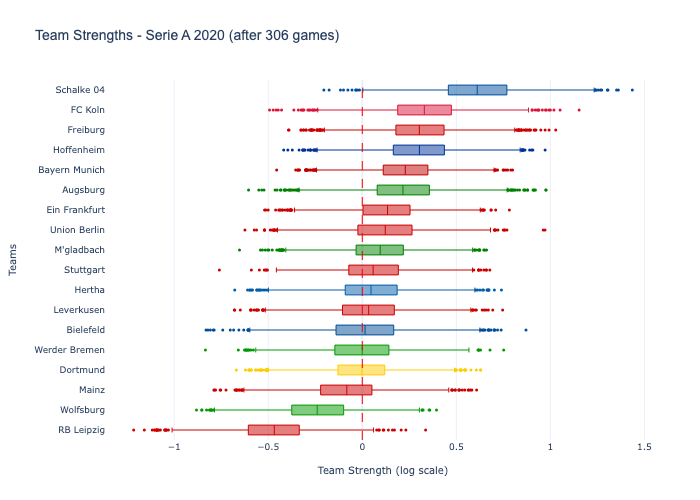 Team Strengths - Serie A 2020 (after 306 games)
Schalke 04
FC Koln
Freiburg
Hoffenheim
Bayern Munich
Augsburg
Ein Frankfurt
Union Berlin
M'gladbach
Stuttgart
Hertha
Leverkusen
Bielefeld
Werder Bremen
Dortmund
Mainz
Wolfsburg
RB Leipzig
Teams
−1 −0.5 0 0.5 1 1.5
Team Strength (log scale)